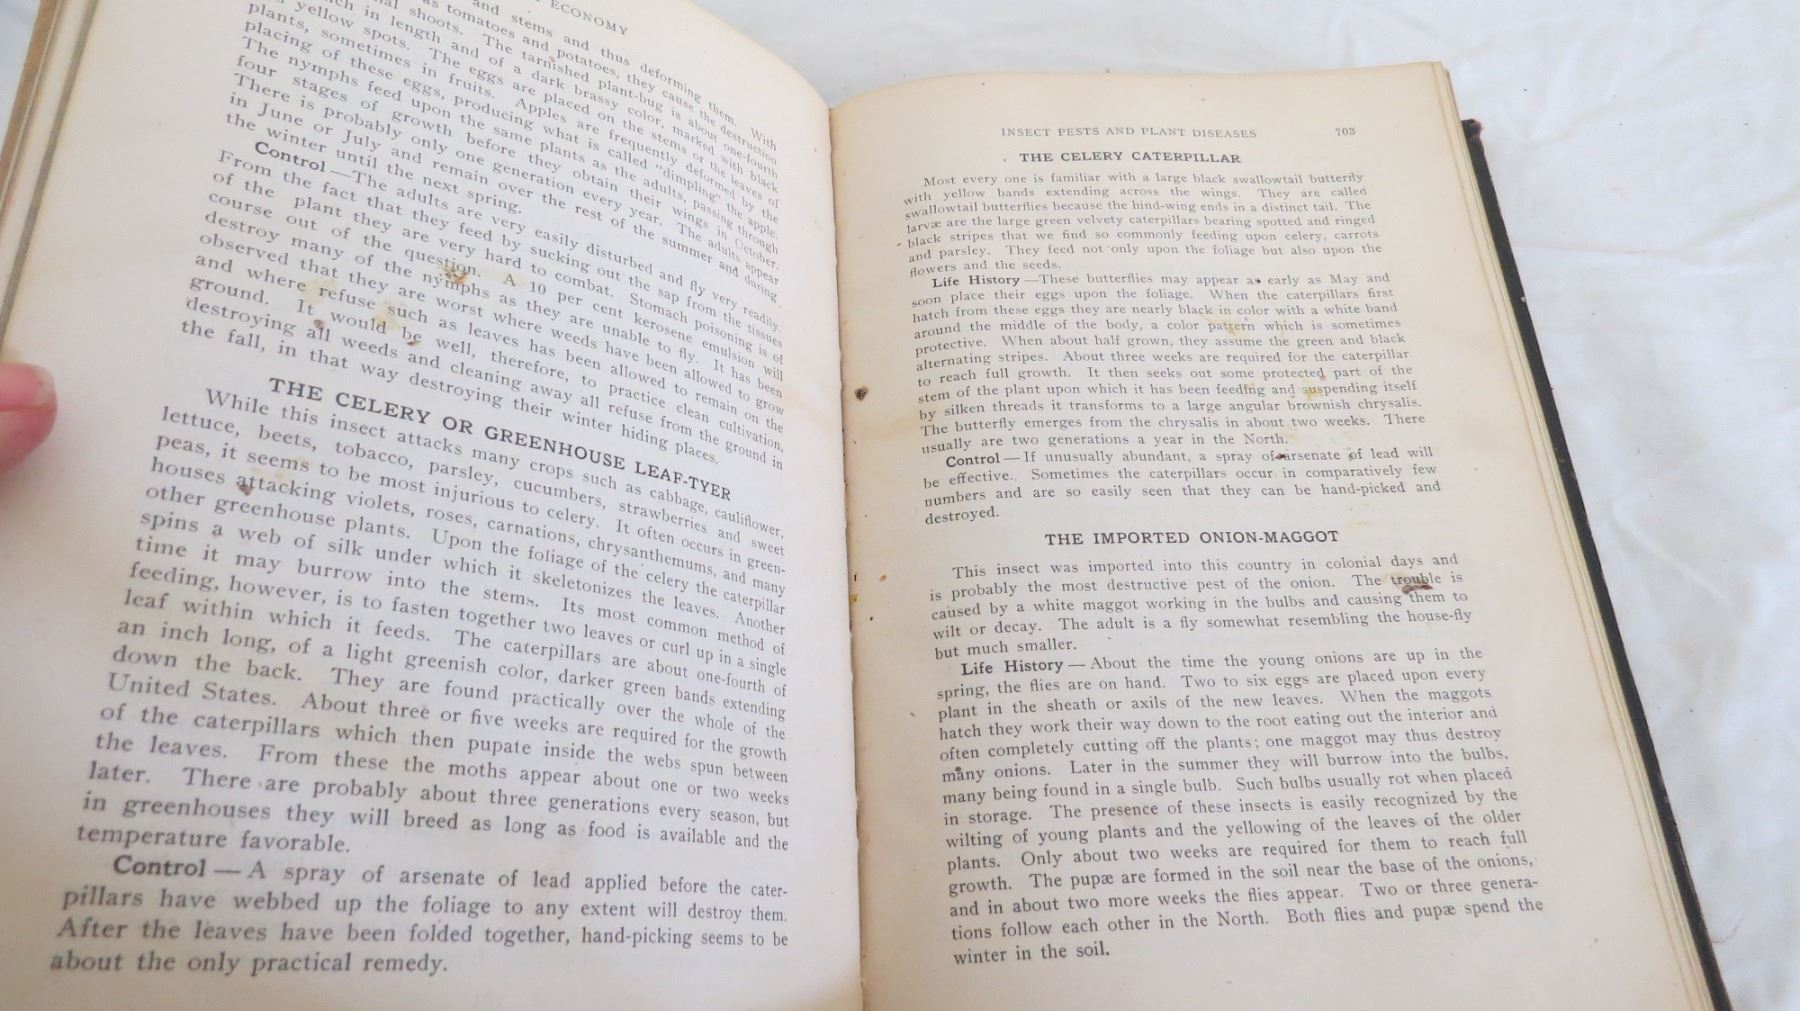 ECONOMY
and stems and thus deforming them. With
as tomatoes and potatoes, they cause the destruction
shoots. The tarnished plant-bug is about one-fourth
in length and of a dark brassy color, marked with black
yellow spots. The eggs are placed on the stems or the leaves of
plants, sometimes in fruits. Apples are frequently deformed by the
placing of these eggs, producing what is called "dimpling" the apple.
The nymphs feed upon the same plants as the adults, passing through
four stages of growth before they obtain their wings in October.
There is probably only one generation every year. The adults appear
in June or July and remain over the rest of the summer and during
the winter until the next spring.
Control—The adults are very easily disturbed and fly very readily.
From the fact that they feed by sucking out the sap from the tissues
of the plant they are very hard to combat. Stomach poisoning is of
course out of the question. A 10 per cent kerosene emulsion will
destroy many of the nymphs as they are unable to fly. It has been
observed that they are worst where weeds have been allowed to grow
and where refuse such as leaves has been allowed to remain on the
ground. It would be well, therefore, to practice clean cultivation,
destroying all weeds and cleaning away all refuse from the ground in
the fall, in that way destroying their winter hiding places.
THE CELERY OR GREENHOUSE LEAF-TYER
While this insect attacks many crops such as cabbage, cauliflower,
lettuce, beets, tobacco, parsley, cucumbers, strawberries and sweet
peas, it seems to be most injurious to celery. It often occurs in green-
houses attacking violets, roses, carnations, chrysanthemums, and many
other greenhouse plants. Upon the foliage of the celery the caterpillar
spins a web of silk under which it skeletonizes the leaves. Another
time it may burrow into the stems. Its most common method of
feeding, however, is to fasten together two leaves or curl up in a single
leaf within which it feeds. The caterpillars are about one-fourth of
an inch long, of a light greenish color, darker green bands extending
down the back. They are found practically over the whole of the
United States. About three or five weeks are required for the growth
of the caterpillars which then pupate inside the webs spun between
the leaves. From these the moths appear about one or two weeks
later. There are probably about three generations every season, but
in greenhouses they will breed as long as food is available and the
temperature favorable.
Control — A spray of arsenate of lead applied before the cater-
pillars have webbed up the foliage to any extent will destroy them.
After the leaves have been folded together, hand-picking seems to be
about the only practical remedy.
INSECT PESTS AND PLANT DISEASES 703
THE CELERY CATERPILLAR
Most every one is familiar with a large black swallowtail butterfly
with yellow bands extending across the wings. They are called
swallowtail butterflies because the hind-wing ends in a distinct tail. The
larvæ are the large green velvety caterpillars bearing spotted and ringed
black stripes that we find so commonly feeding upon celery, carrots
and parsley. They feed not only upon the foliage but also upon the
flowers and the seeds.
Life History—These butterflies may appear as early as May and
soon place their eggs upon the foliage. When the caterpillars first
hatch from these eggs they are nearly black in color with a white band
around the middle of the body, a color pattern which is sometimes
protective. When about half grown, they assume the green and black
alternating stripes. About three weeks are required for the caterpillar
to reach full growth. It then seeks out some protected part of the
stem of the plant upon which it has been feeding and suspending itself
by silken threads it transforms to a large angular brownish chrysalis.
The butterfly emerges from the chrysalis in about two weeks. There
usually are two generations a year in the North.
Control—If unusually abundant, a spray of arsenate of lead will
be effective. Sometimes the caterpillars occur in comparatively few
numbers and are so easily seen that they can be hand-picked and
destroyed.
THE IMPORTED ONION-MAGGOT
This insect was imported into this country in colonial days and
is probably the most destructive pest of the onion. The trouble is
caused by a white maggot working in the bulbs and causing them to
wilt or decay. The adult is a fly somewhat resembling the house-fly
but much smaller.
Life History — About the time the young onions are up in the
spring, the flies are on hand. Two to six eggs are placed upon every
plant in the sheath or axils of the new leaves. When the maggots
hatch they work their way down to the root eating out the interior and
often completely cutting off the plants; one maggot may thus destroy
many onions. Later in the summer they will burrow into the bulbs,
many being found in a single bulb. Such bulbs usually rot when placed
in storage. The presence of these insects is easily recognized by the
wilting of young plants and the yellowing of the leaves of the older
plants. Only about two weeks are required for them to reach full
growth. The pupæ are formed in the soil near the base of the onions,
and in about two more weeks the flies appear. Two or three genera-
tions follow each other in the North. Both flies and pupæ spend the
winter in the soil.